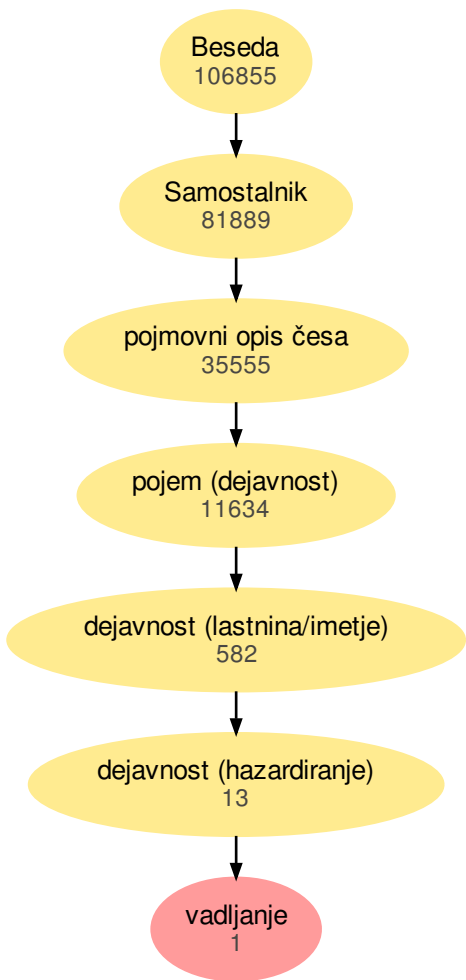 Beseda
106855
Samostalnik
81889
pojmovni opis česa
35555
pojem (dejavnost)
11634
dejavnost (lastnina/imetje)
582
dejavnost (hazardiranje)
13
vadljanje
1